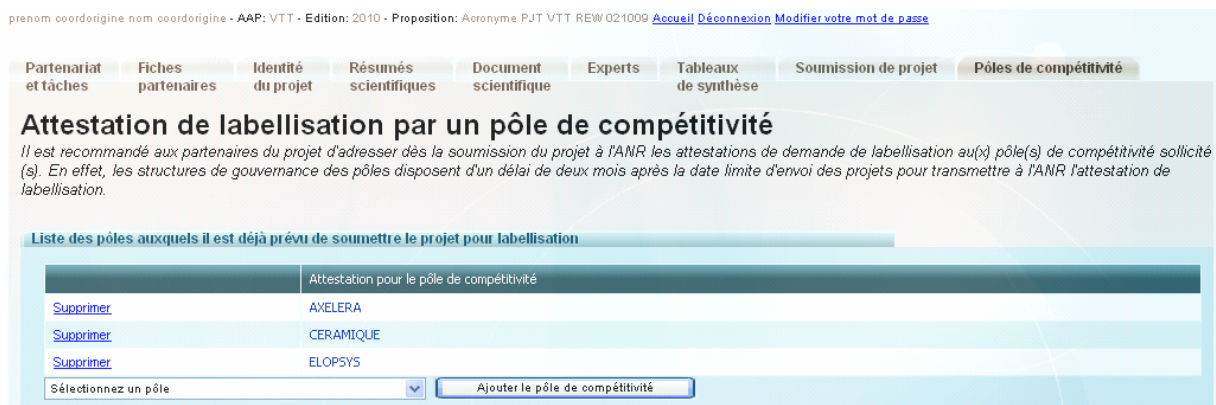 prenom coordorigine nom coordorigine - AAP: VTT - Edition: 2010 - Proposition: Acronyme PJT VTT REW 021009 Accueil Déconnexion Modifier votre mot de passe
Partenariat et tâches
Fiches partenaires
Identité du projet
Résumés scientifiques
Document scientifique
Experts
Tableaux de synthèse
Soumission de projet
Pôles de compétitivité
Attestation de labellisation par un pôle de compétitivité
Il est recommandé aux partenaires du projet d'adresser dès la soumission du projet à l'ANR les attestations de demande de labellisation au(x) pôle(s) de compétitivité sollicité
(s). En effet, les structures de gouvernance des pôles disposent d'un délai de deux mois après la date limite d'envoi des projets pour transmettre à l'ANR l'attestation de
labellisation.
Liste des pôles auxquels il est déjà prévu de soumettre le projet pour labellisation
Attestation pour le pôle de compétitivité
Supprimer AXELERA
Supprimer CERAMIQUE
Supprimer ELOPSYS
Sélectionnez un pôle Ajouter le pôle de compétitivité